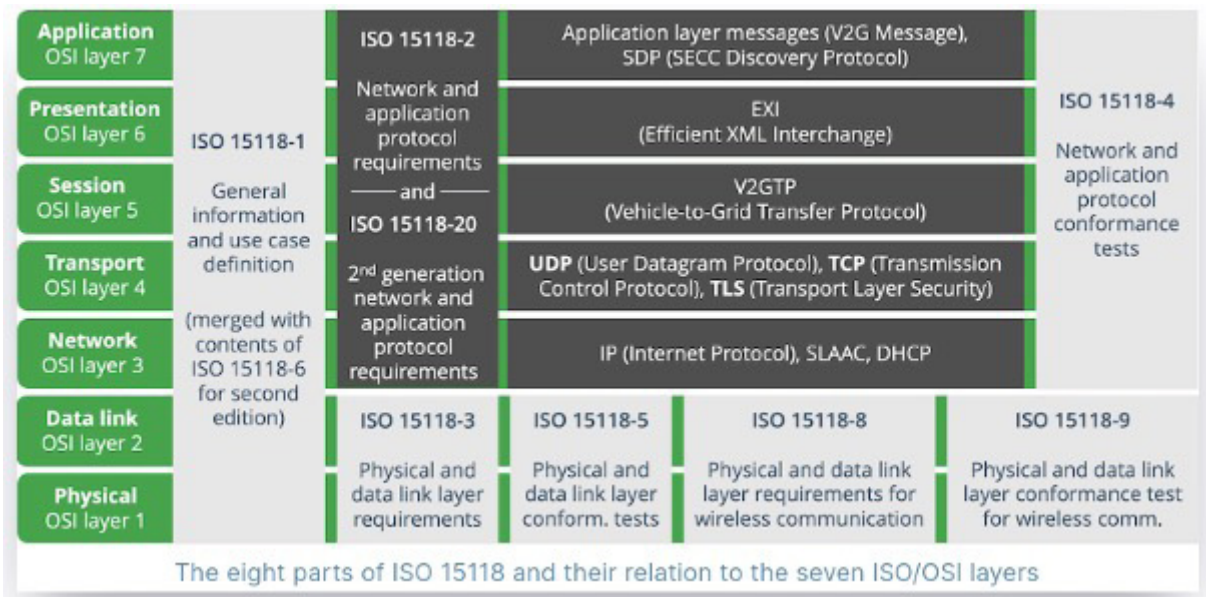 Application
OSI layer 7
Presentation
OSI layer 6
Session
OSI layer 5
Transport
OSI layer 4
Network
OSI layer 3
Data link
OSI layer 2
Physical
OSI layer 1
ISO 15118-1
General
information
and use case
definition
(merged with
contents of
ISO 15118-6
for second
edition)
ISO 15118-2
Network and
application
protocol
requirements
and
ISO 15118-20
2nd generation
network and
application
protocol
requirements
Application layer messages (V2G Message),
SDP (SECC Discovery Protocol)
EXI
(Efficient XML Interchange)
V2GTP
(Vehicle-to-Grid Transfer Protocol)
UDP (User Datagram Protocol), TCP (Transmission
Control Protocol), TLS (Transport Layer Security)
IP (Internet Protocol), SLAAC, DHCP
ISO 15118-4
Network and
application
protocol
conformance
tests
ISO 15118-3
Physical and
data link layer
requirements
ISO 15118-5
Physical and
data link layer
conform. tests
ISO 15118-8
Physical and data link
layer requirements for
wireless communication
ISO 15118-9
Physical and data link
layer conformance test
for wireless comm.
The eight parts of ISO 15118 and their relation to the seven ISO/OSI layers